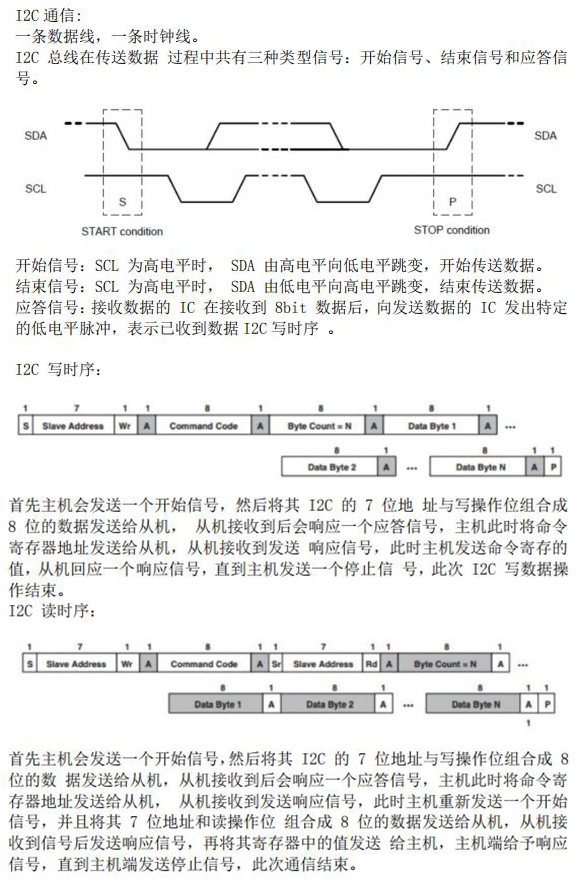 I2C通信:
一条数据线，一条时钟线。
I2C 总线在传送数据 过程中共有三种类型信号：开始信号、结束信号和应答信
号。
SDA SDA
SCL S P SCL
START condition STOP condition
开始信号：SCL 为高电平时， SDA 由高电平向低电平跳变，开始传送数据。
结束信号：SCL 为高电平时， SDA 由低电平向高电平跳变，结束传送数据。
应答信号：接收数据的 IC 在接收到 8bit 数据后，向发送数据的 IC 发出特定
的低电平脉冲，表示已收到数据 I2C 写时序 。
I2C 写时序：
1 7 1 1 8 1 8 1 8 1
S Slave Address Wr A Command Code A Byte Count = N A Data Byte 1 A ...
8 1 8 1 1
Data Byte 2 A ... Data Byte N A P
首先主机会发送一个开始信号，然后将其 I2C 的 7 位地 址与写操作位组合成
8 位的数据发送给从机， 从机接收到后会响应一个应答信号，主机此时将命令
寄存器地址发送给从机，从机接收到发送 响应信号，此时主机发送命令寄存的
值，从机回应一个响应信号，直到主机发送一个停止信 号，此次 I2C 写数据操
作结束。
I2C 读时序：
1 7 1 1 8 1 1 7 1 1 8 1
S Slave Address Wr A Command Code A Sr Slave Address Rd A Byte Count = N A ...
8 1 8 1 8 1 1
Data Byte 1 A Data Byte 2 A ... Data Byte N A P
1
首先主机会发送一个开始信号，然后将其 I2C 的 7 位地址与写操作位组合成 8
位的数 据发送给从机，从机接收到后会响应一个应答信号，主机此时将命令寄
存器地址发送给从机， 从机接收到发送响应信号，此时主机重新发送一个开始
信号，并且将其 7 位地址和读操作位 组合成 8 位的数据发送给从机，从机接
收到信号后发送响应信号，再将其寄存器中的值发送 给主机，主机端给予响应
信号，直到主机端发送停止信号，此次通信结束。